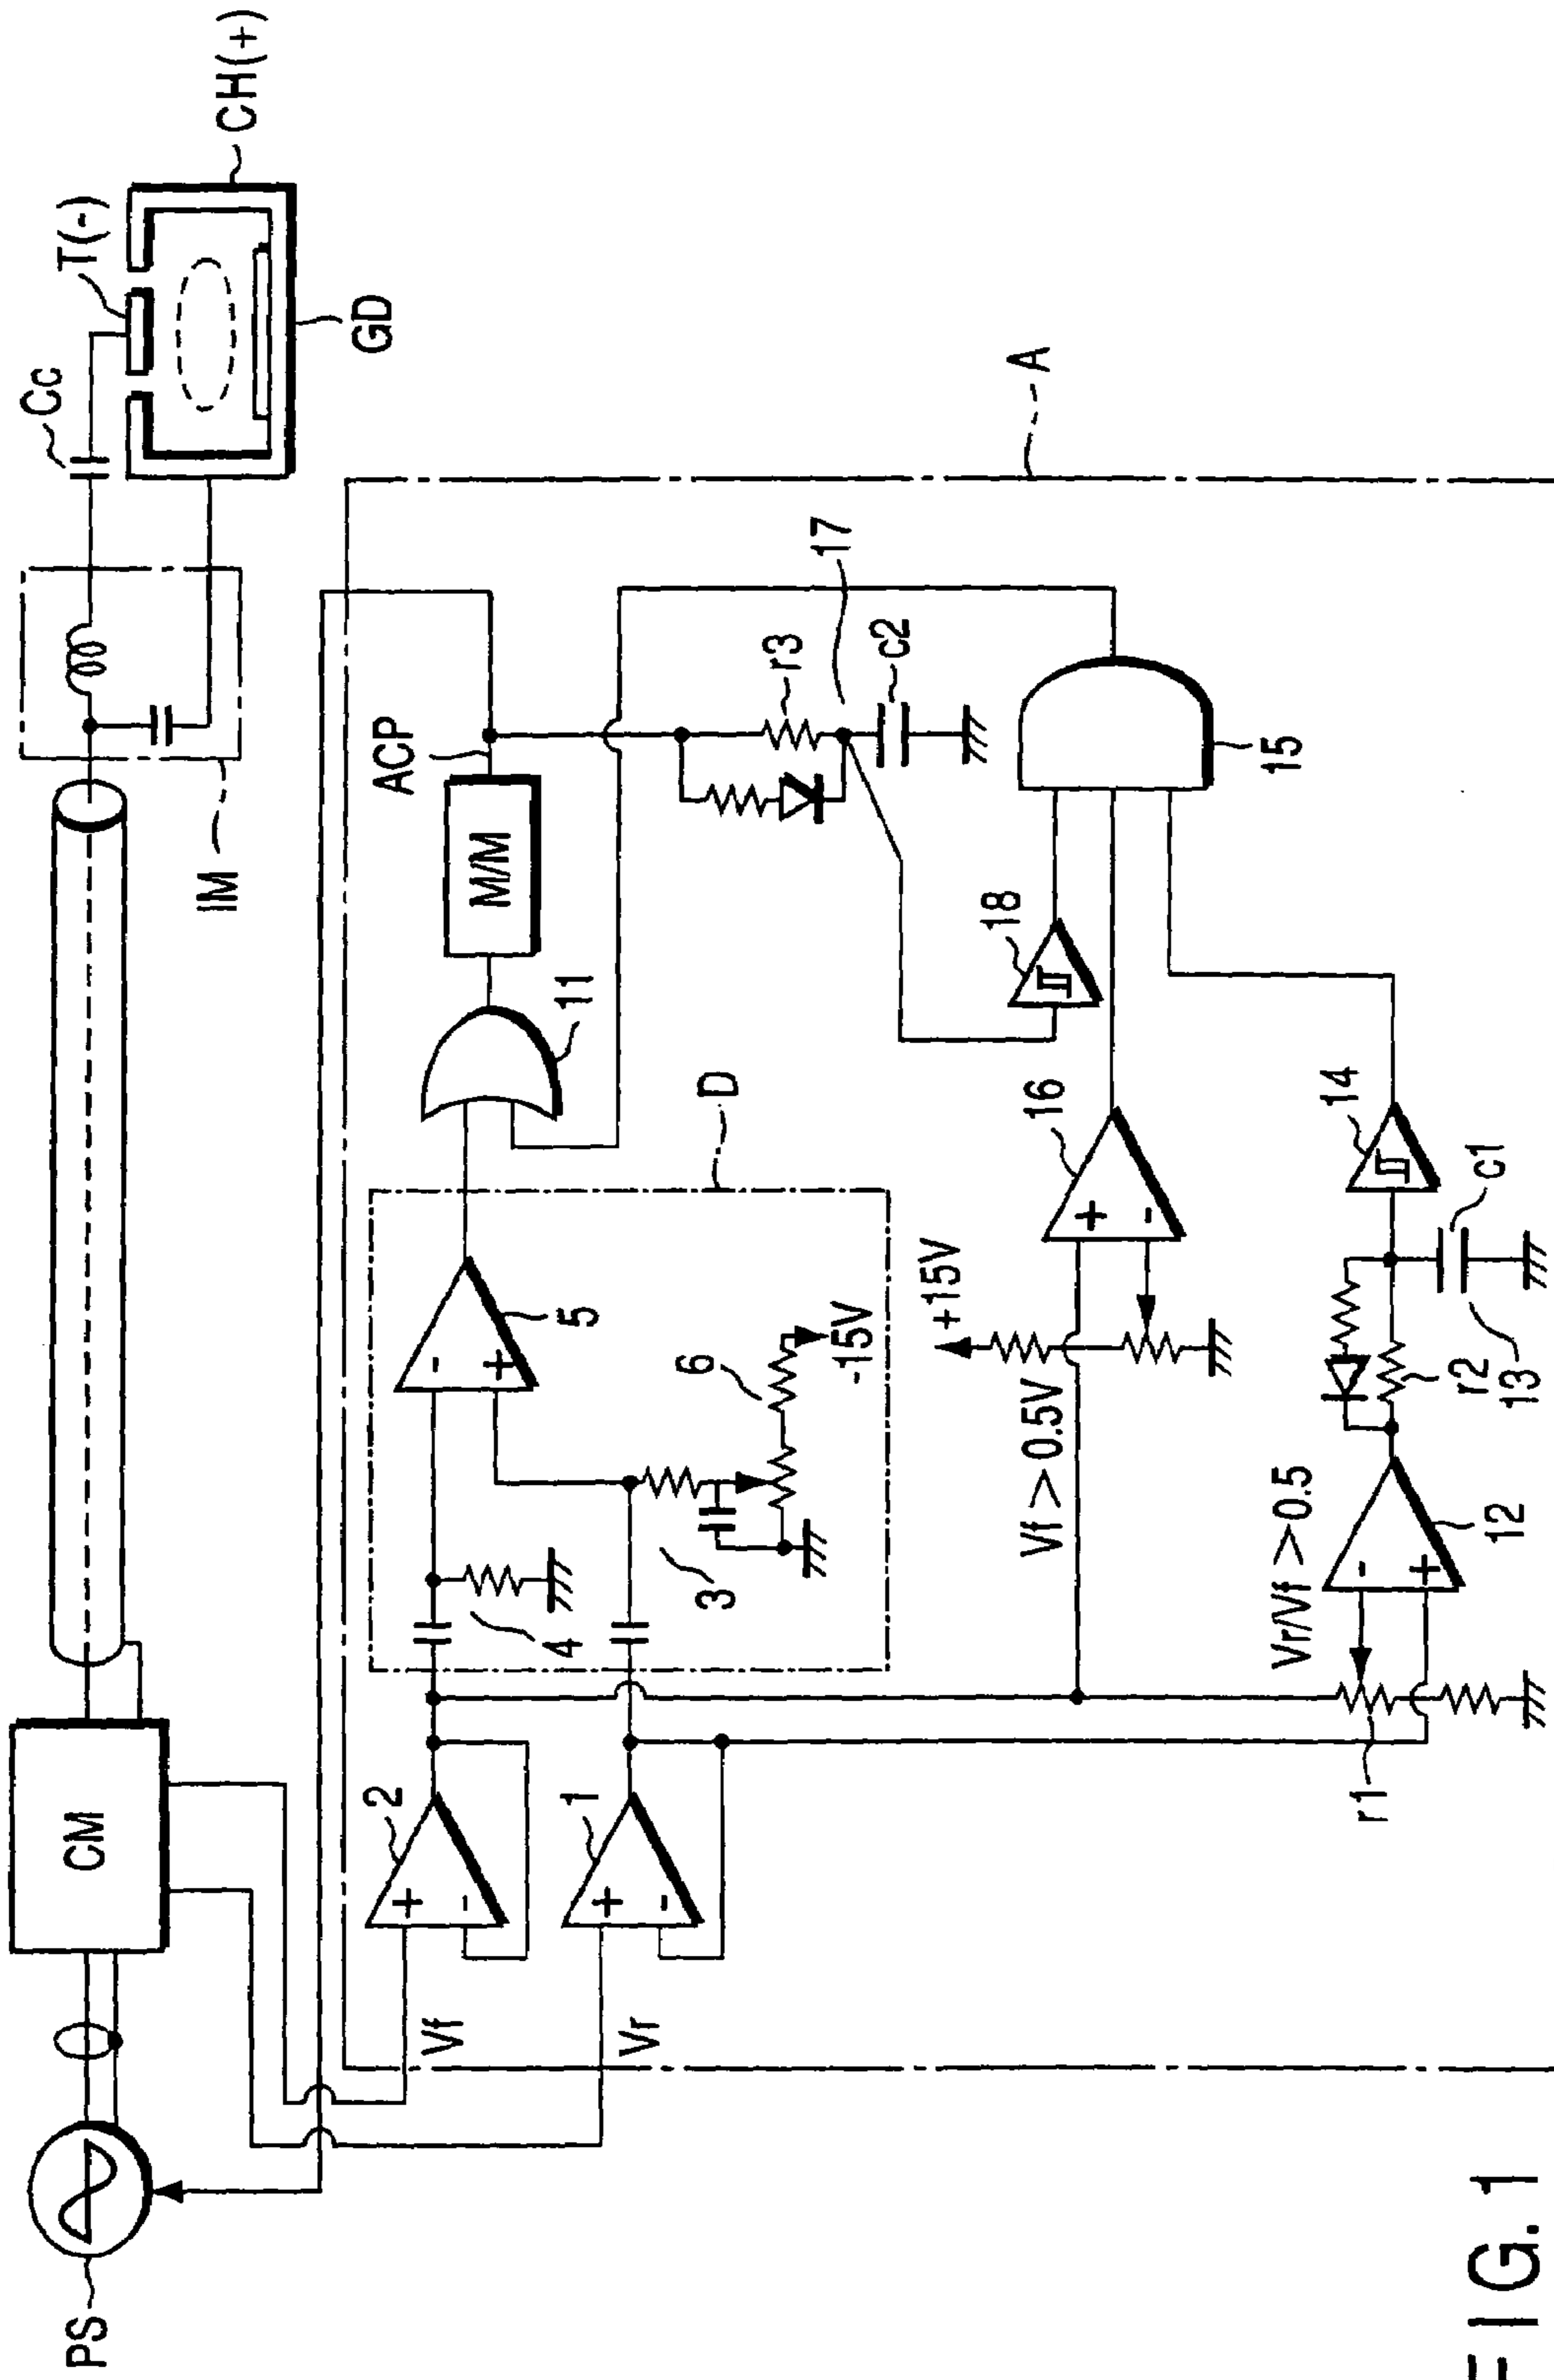 PS
CM
IM
Cc
T(-)
CH(+)
GD
A
Vf
Vr
2
1
4
3
5
6
-15V
D
11
M/M
ACP
r3
17
c2
+15V
Vf>0.5V
16
18
15
r1
Vr/Vf>0.5
12
r2
13
c1
14
FIG. 1